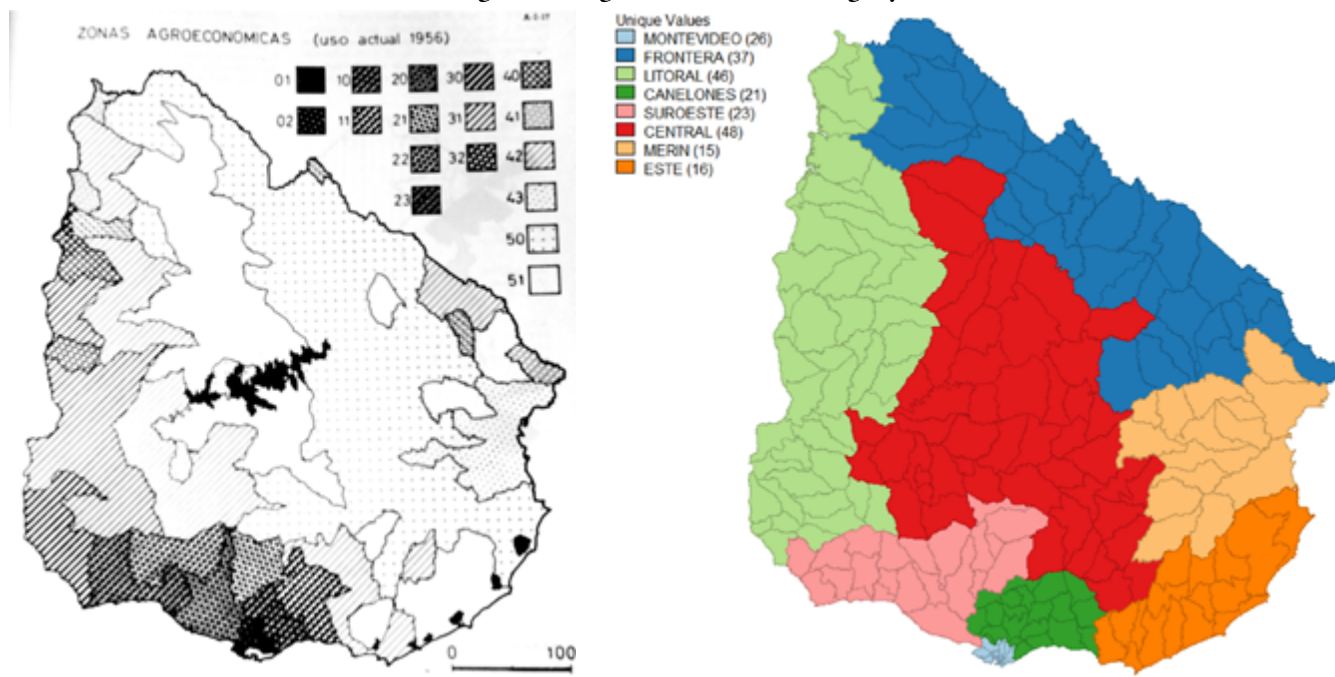 A-1-17
ZONAS AGROECONOMICAS (uso actual 1956)
01 10 20 30 40
02 11 21 31 41
22 32 42
23 43
50
51
0 100
Unique Values
MONTEVIDEO (26)
FRONTERA (37)
LITORAL (46)
CANELONES (21)
SUROESTE (23)
CENTRAL (48)
MERIN (15)
ESTE (16)